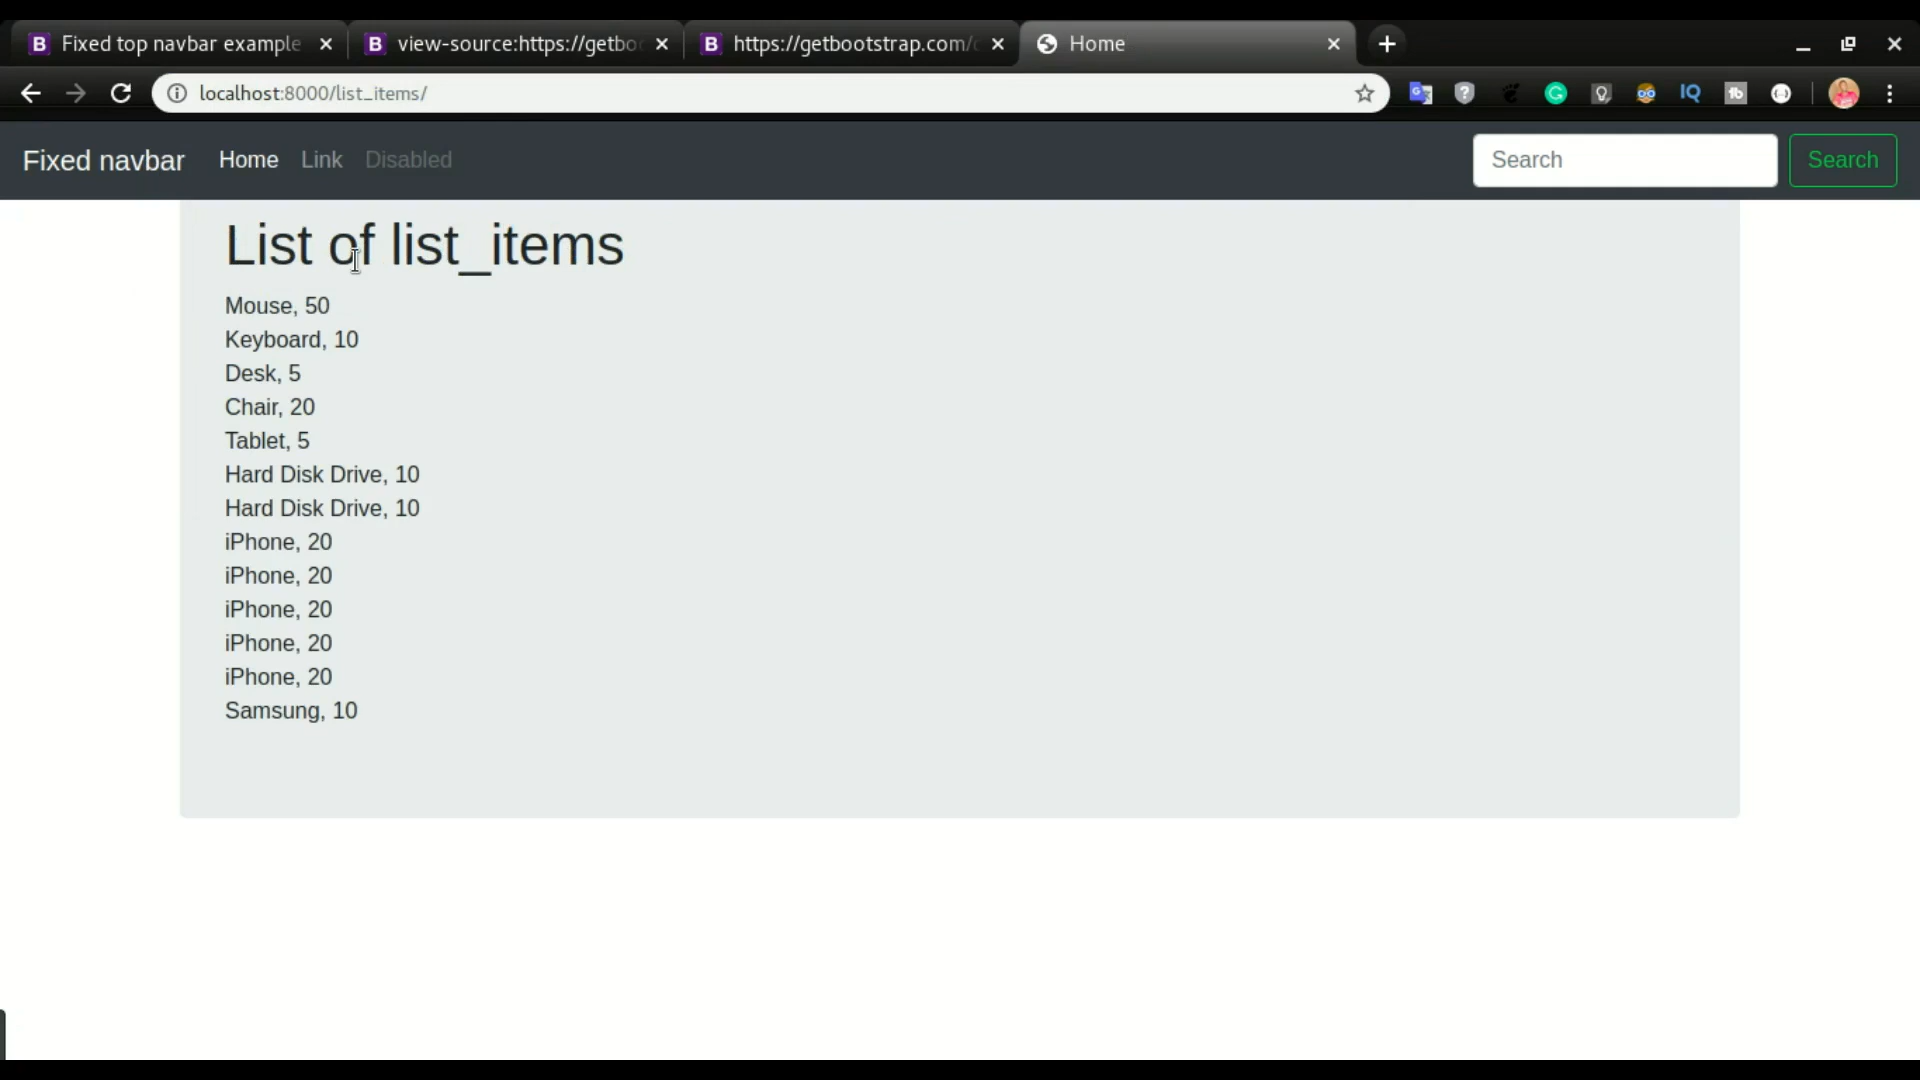 Fixed top navbar example
view-source:https://getbo
https://getbootstrap.com/
Home
localhost:8000/list_items/
Fixed navbar
Home
Link
Disabled
Search
Search
List of list_items
Mouse, 50
Keyboard, 10
Desk, 5
Chair, 20
Tablet, 5
Hard Disk Drive, 10
Hard Disk Drive, 10
iPhone, 20
iPhone, 20
iPhone, 20
iPhone, 20
iPhone, 20
Samsung, 10